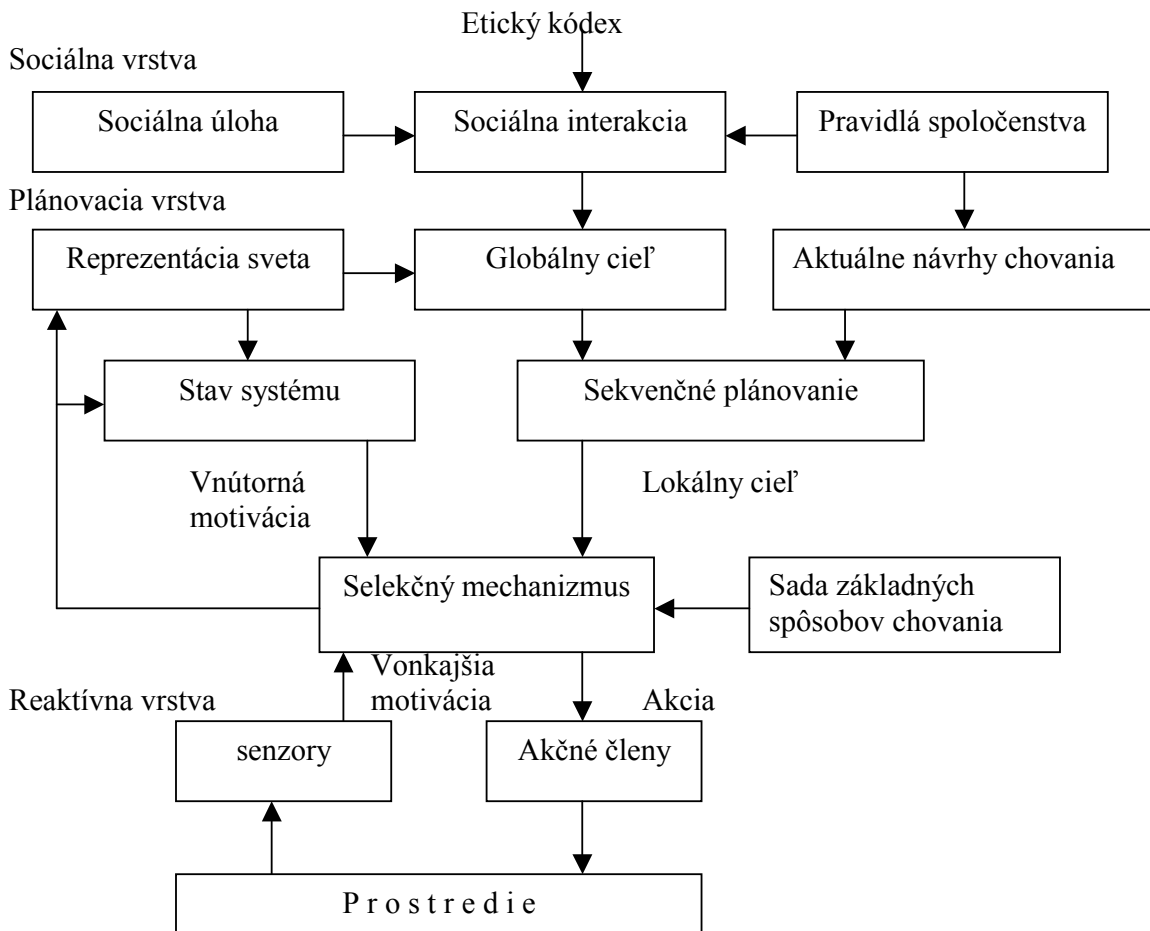 Etický kódex
Sociálna vrstva
Sociálna úloha
Sociálna interakcia
Pravidlá spoločenstva
Plánovacia vrstva
Reprezentácia sveta
Globálny cieľ
Aktuálne návrhy chovania
Stav systému
Sekvenčné plánovanie
Vnútorná
motivácia
Lokálny cieľ
Selekčný mechanizmus
Sada základných
spôsobov chovania
Vonkajšia
motivácia
Reaktívna vrstva
Akcia
senzory
Akčné členy
P r o s t r e d i e